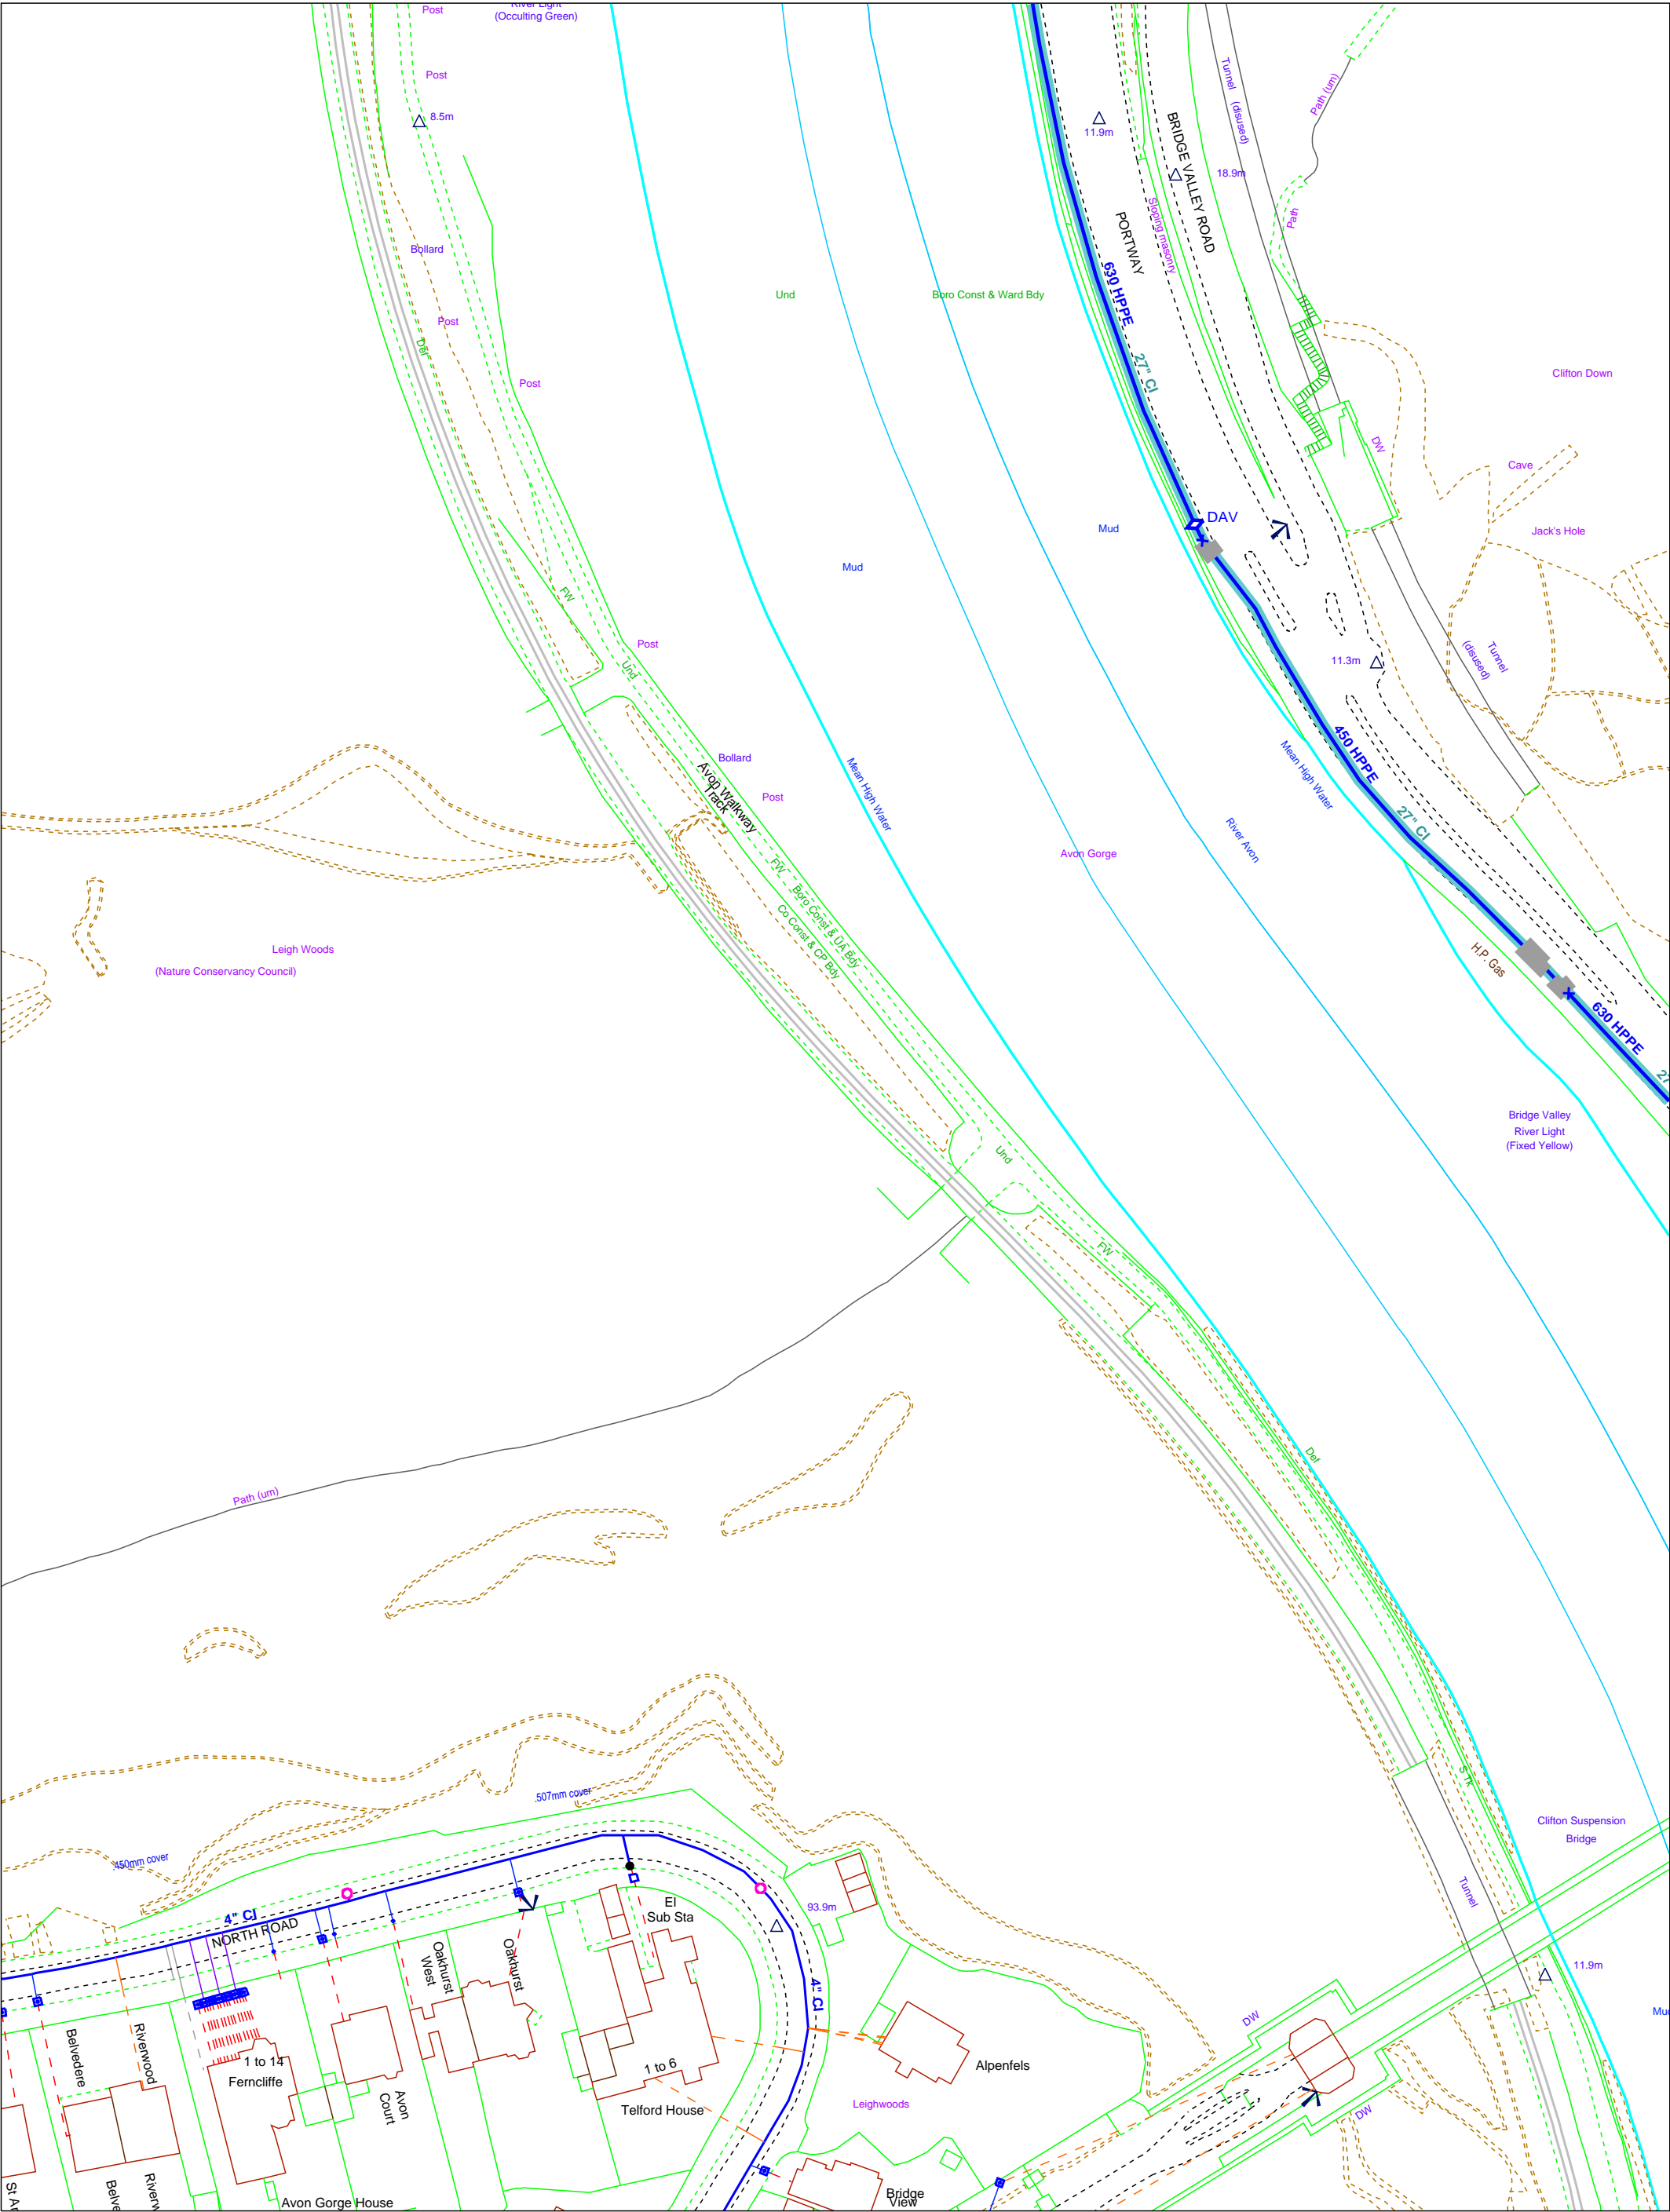 Post
(Occulting Green)
Post
8.5m
Bollard
Post
Def
Post
Und
Boro Const & Ward Bdy
11.9m
BRIDGE VALLEY ROAD
Tunnel (disused)
18.9m
Path (um)
Path
Sloping masonry
PORTWAY
630 HPPE
27" CI
Clifton Down
DW
Cave
Jack's Hole
DAV
Mud
Mud
FW
Post
Und
11.3m
Tunnel
(disused)
Bollard
Post
Avon Walkway
Track
Mean High Water
450 HPPE
Mean High Water
27" CI
River Avon
Avon Gorge
FW
Boro Const & UA Bdy
Co Const & CP Bdy
Leigh Woods
(Nature Conservancy Council)
H.P. Gas
630 HPPE
27
Bridge Valley
River Light
(Fixed Yellow)
Und
FW
Def
Path (um)
S Tk
Clifton Suspension
Bridge
.507mm cover
.450mm cover
4" CI
NORTH ROAD
El
Sub Sta
93.9m
Tunnel
11.9m
Oakhurst
West
Oakhurst
4" CI
DW
Belvedere
Riverwood
1 to 14
Ferncliffe
Avon
Court
1 to 6
Telford House
Alpenfels
Leighwoods
DW
Avon Gorge House
Bridge
View